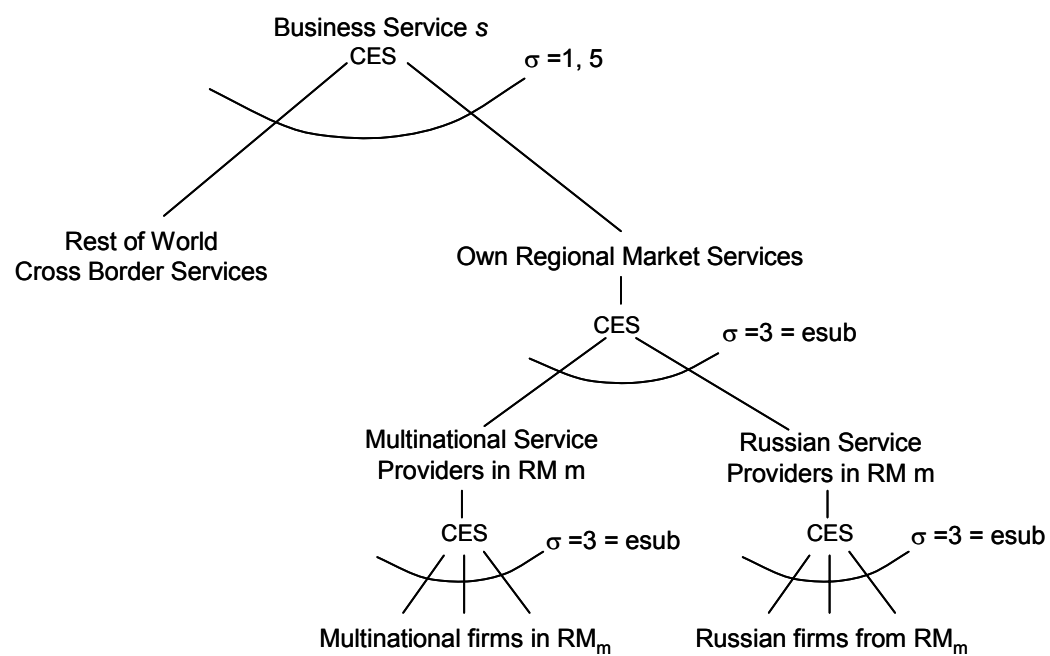 Business Service s
CES
σ =1, 5
Rest of World
Cross Border Services
Own Regional Market Services
CES
σ =3 = esub
Multinational Service
Providers in RM m
Russian Service
Providers in RM m
CES
σ =3 = esub
CES
σ =3 = esub
Multinational firms in RMm
Russian firms from RMm